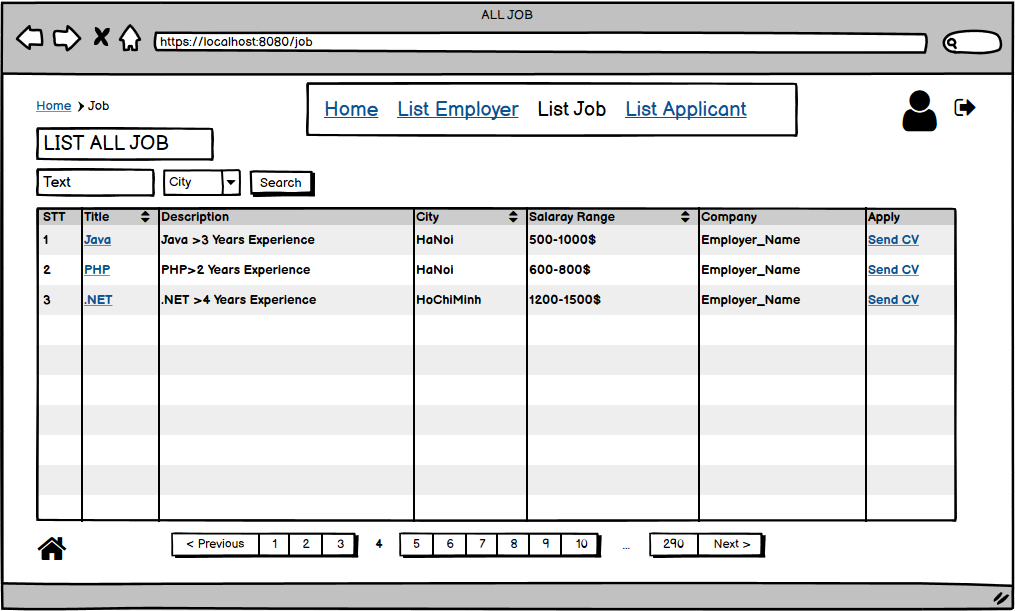 ALL JOB
https://localhost:8080/job
Home List Employer List Job List Applicant
Home Job
LIST ALL JOB
Text City Search
STT Title Description City Salaray Range Company Apply
1 Java Java >3 Years Experience HaNoi 500-1000$ Employer_Name Send CV
2 PHP PHP>2 Years Experience HaNoi 600-800$ Employer_Name Send CV
3 .NET .NET >4 Years Experience HoChiMinh 1200-1500$ Employer_Name Send CV
< Previous 1 2 3 4 5 6 7 8 9 10 ... 290 Next >